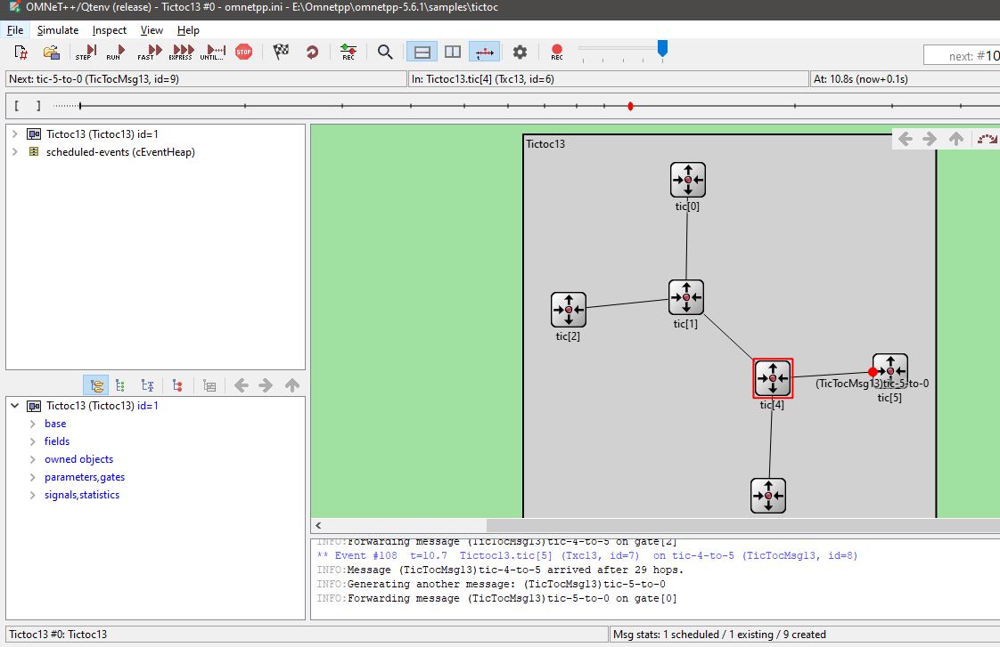 OMNeT++/Qtenv (release) - Tictoc13 #0 - omnetpp.ini - E:\Omnetpp\omnetpp-5.6.1\samples\tictoc
File Simulate Inspect View Help
STEP RUN FAST EXPRESS UNTIL... STOP REC REC next: #10
Next: tic-5-to-0 (TicTocMsg13, id=9) In: Tictoc13.tic[4] (Txc13, id=6) At: 10.8s (now+0.1s)
[ ]
Tictoc13 (Tictoc13) id=1
scheduled-events (cEventHeap)
Tictoc13 (Tictoc13) id=1
base
fields
owned objects
parameters,gates
signals,statistics
Tictoc13
tic[0]
tic[1]
tic[2]
(TicTocMsg13)tic-5-to-0
tic[5]
tic[4]
INFO:Forwarding message (TicTocMsg13)tic-4-to-5 on gate[2]
** Event #108 t=10.7 Tictoc13.tic[5] (Txc13, id=7) on tic-4-to-5 (TicTocMsg13, id=8)
INFO:Message (TicTocMsg13)tic-4-to-5 arrived after 29 hops.
INFO:Generating another message: (TicTocMsg13)tic-5-to-0
INFO:Forwarding message (TicTocMsg13)tic-5-to-0 on gate[0]
Tictoc13 #0: Tictoc13 Msg stats: 1 scheduled / 1 existing / 9 created